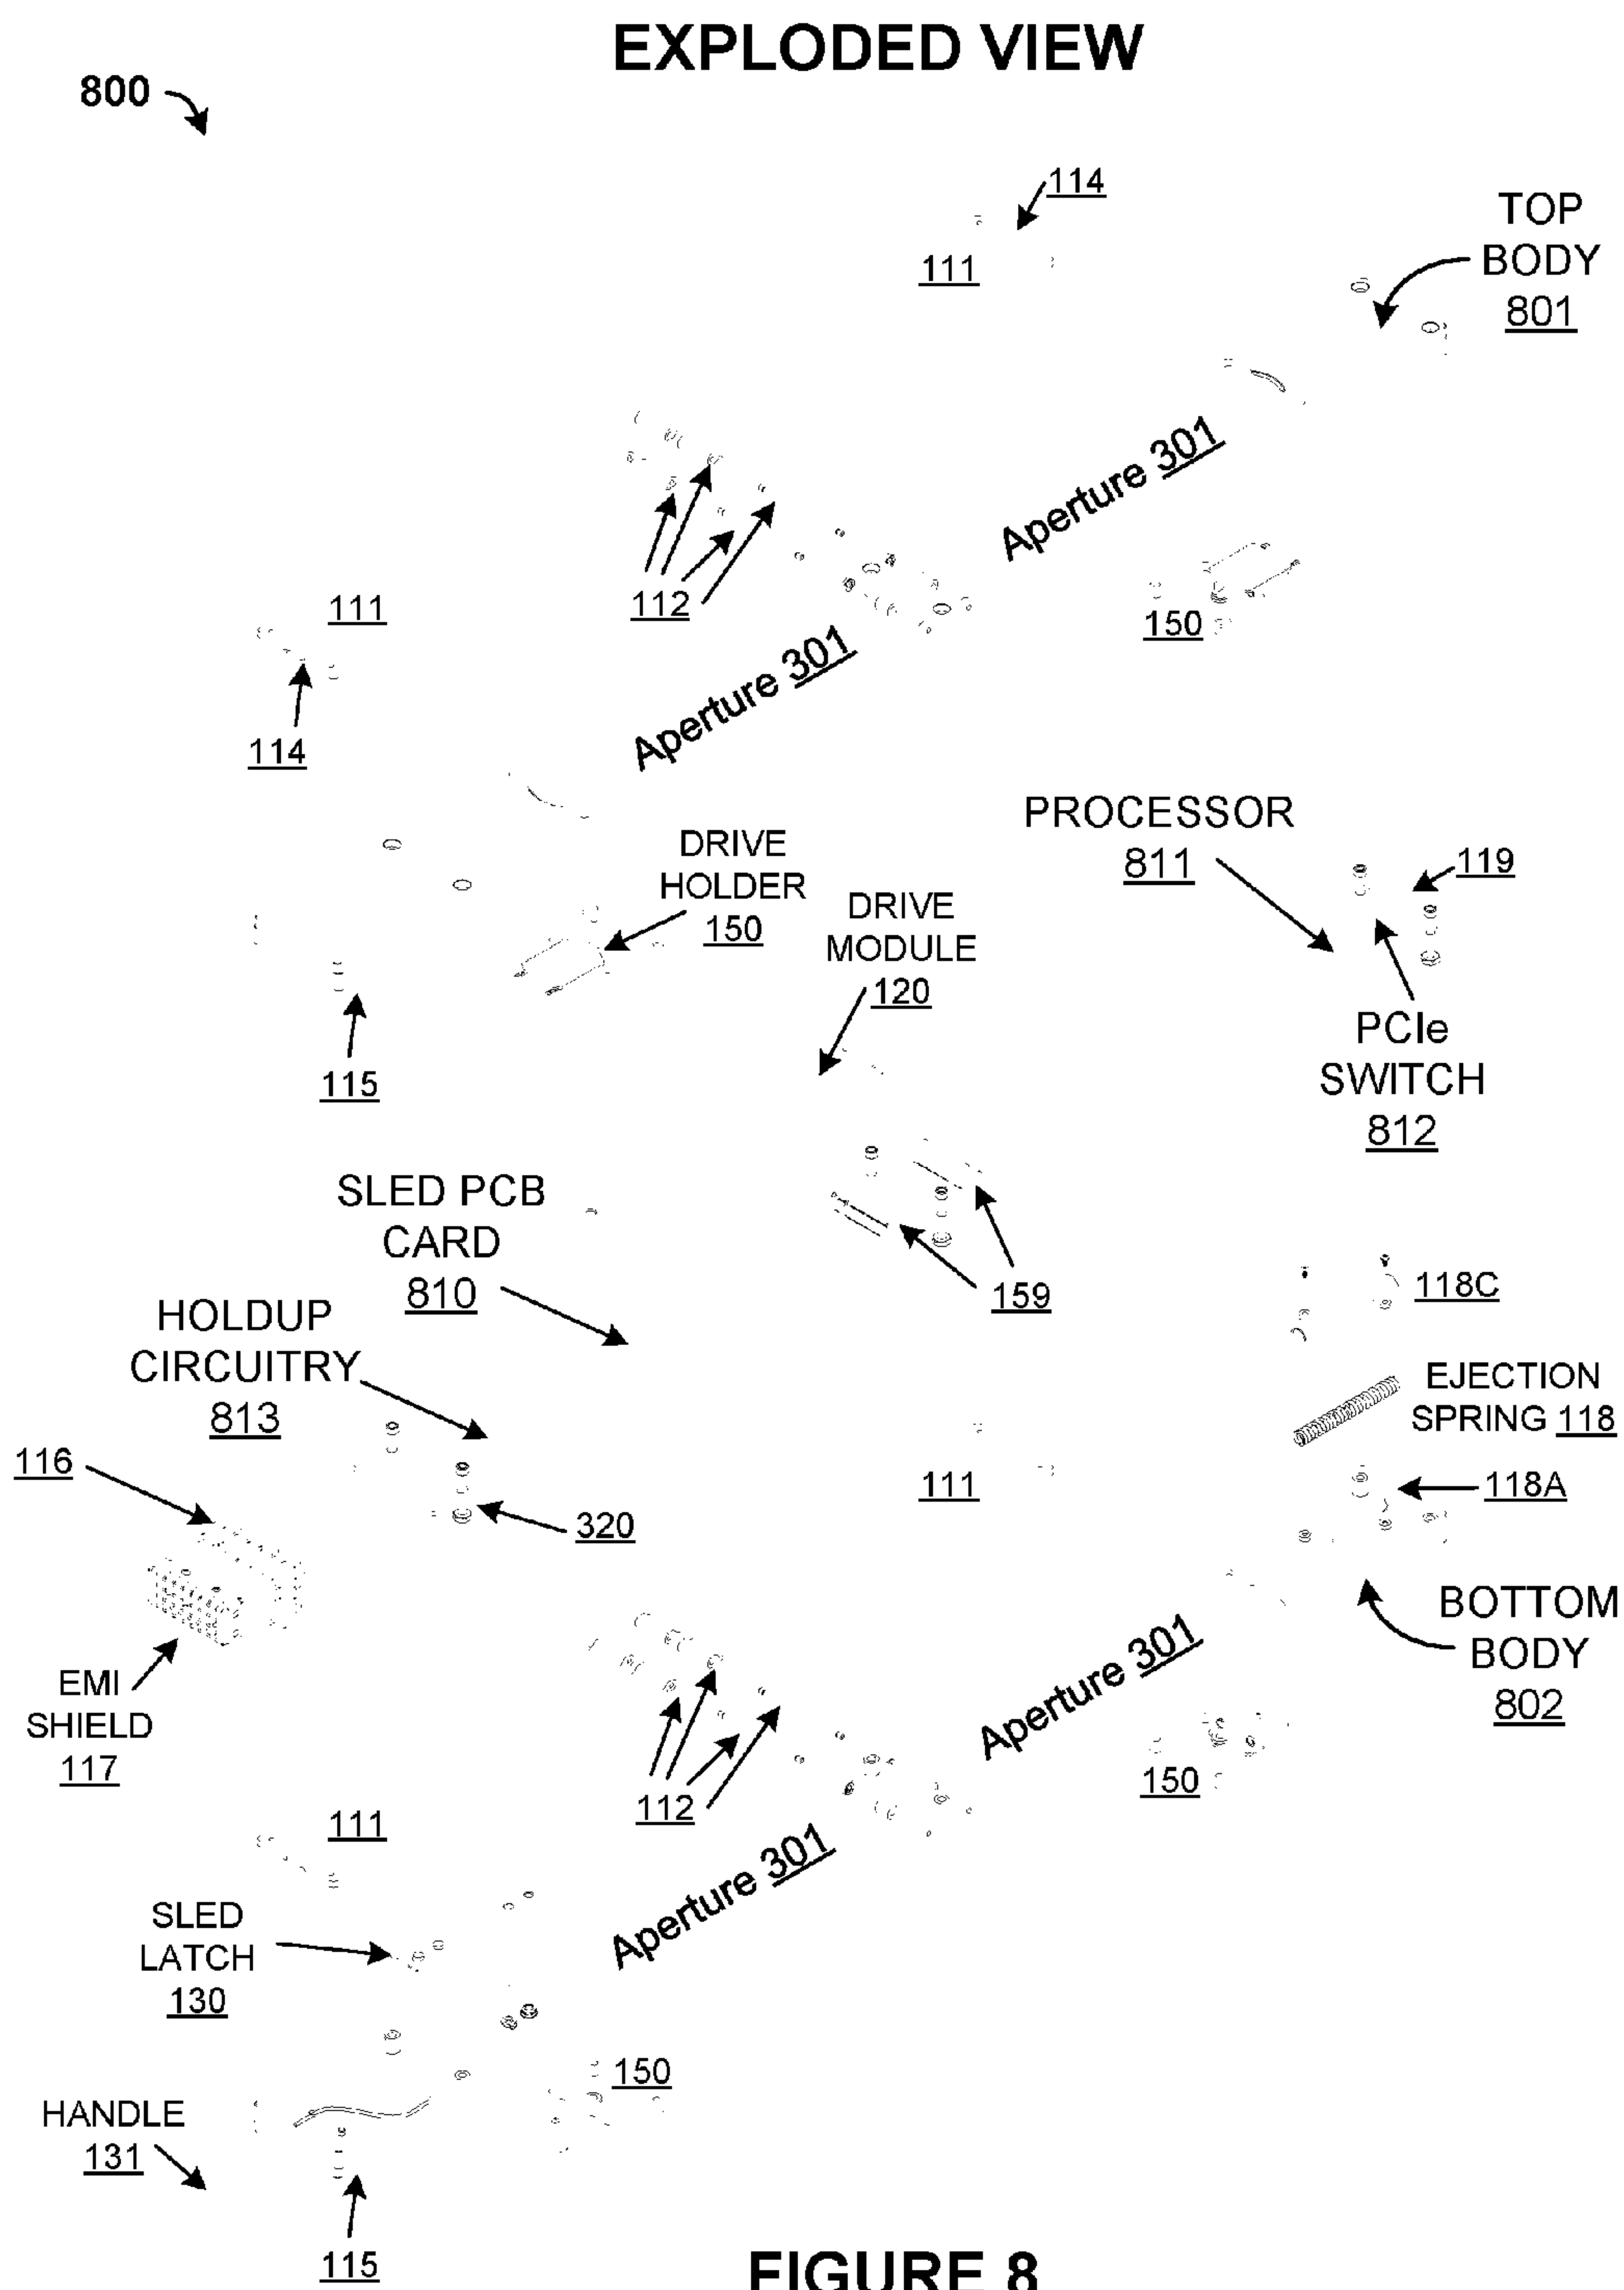 EXPLODED VIEW
800
114
111
TOP
BODY
801
Aperture 301
112
150
111
114
Aperture 301
PROCESSOR
811
119
DRIVE
HOLDER
150
DRIVE
MODULE
120
PCIe
SWITCH
812
115
SLED PCB
CARD
810
159
118C
HOLDUP
CIRCUITRY
813
EJECTION
SPRING 118
116
111
118A
320
BOTTOM
BODY
802
Aperture 301
EMI
SHIELD
117
150
112
111
Aperture 301
SLED
LATCH
130
150
HANDLE
131
115
FIGURE 8